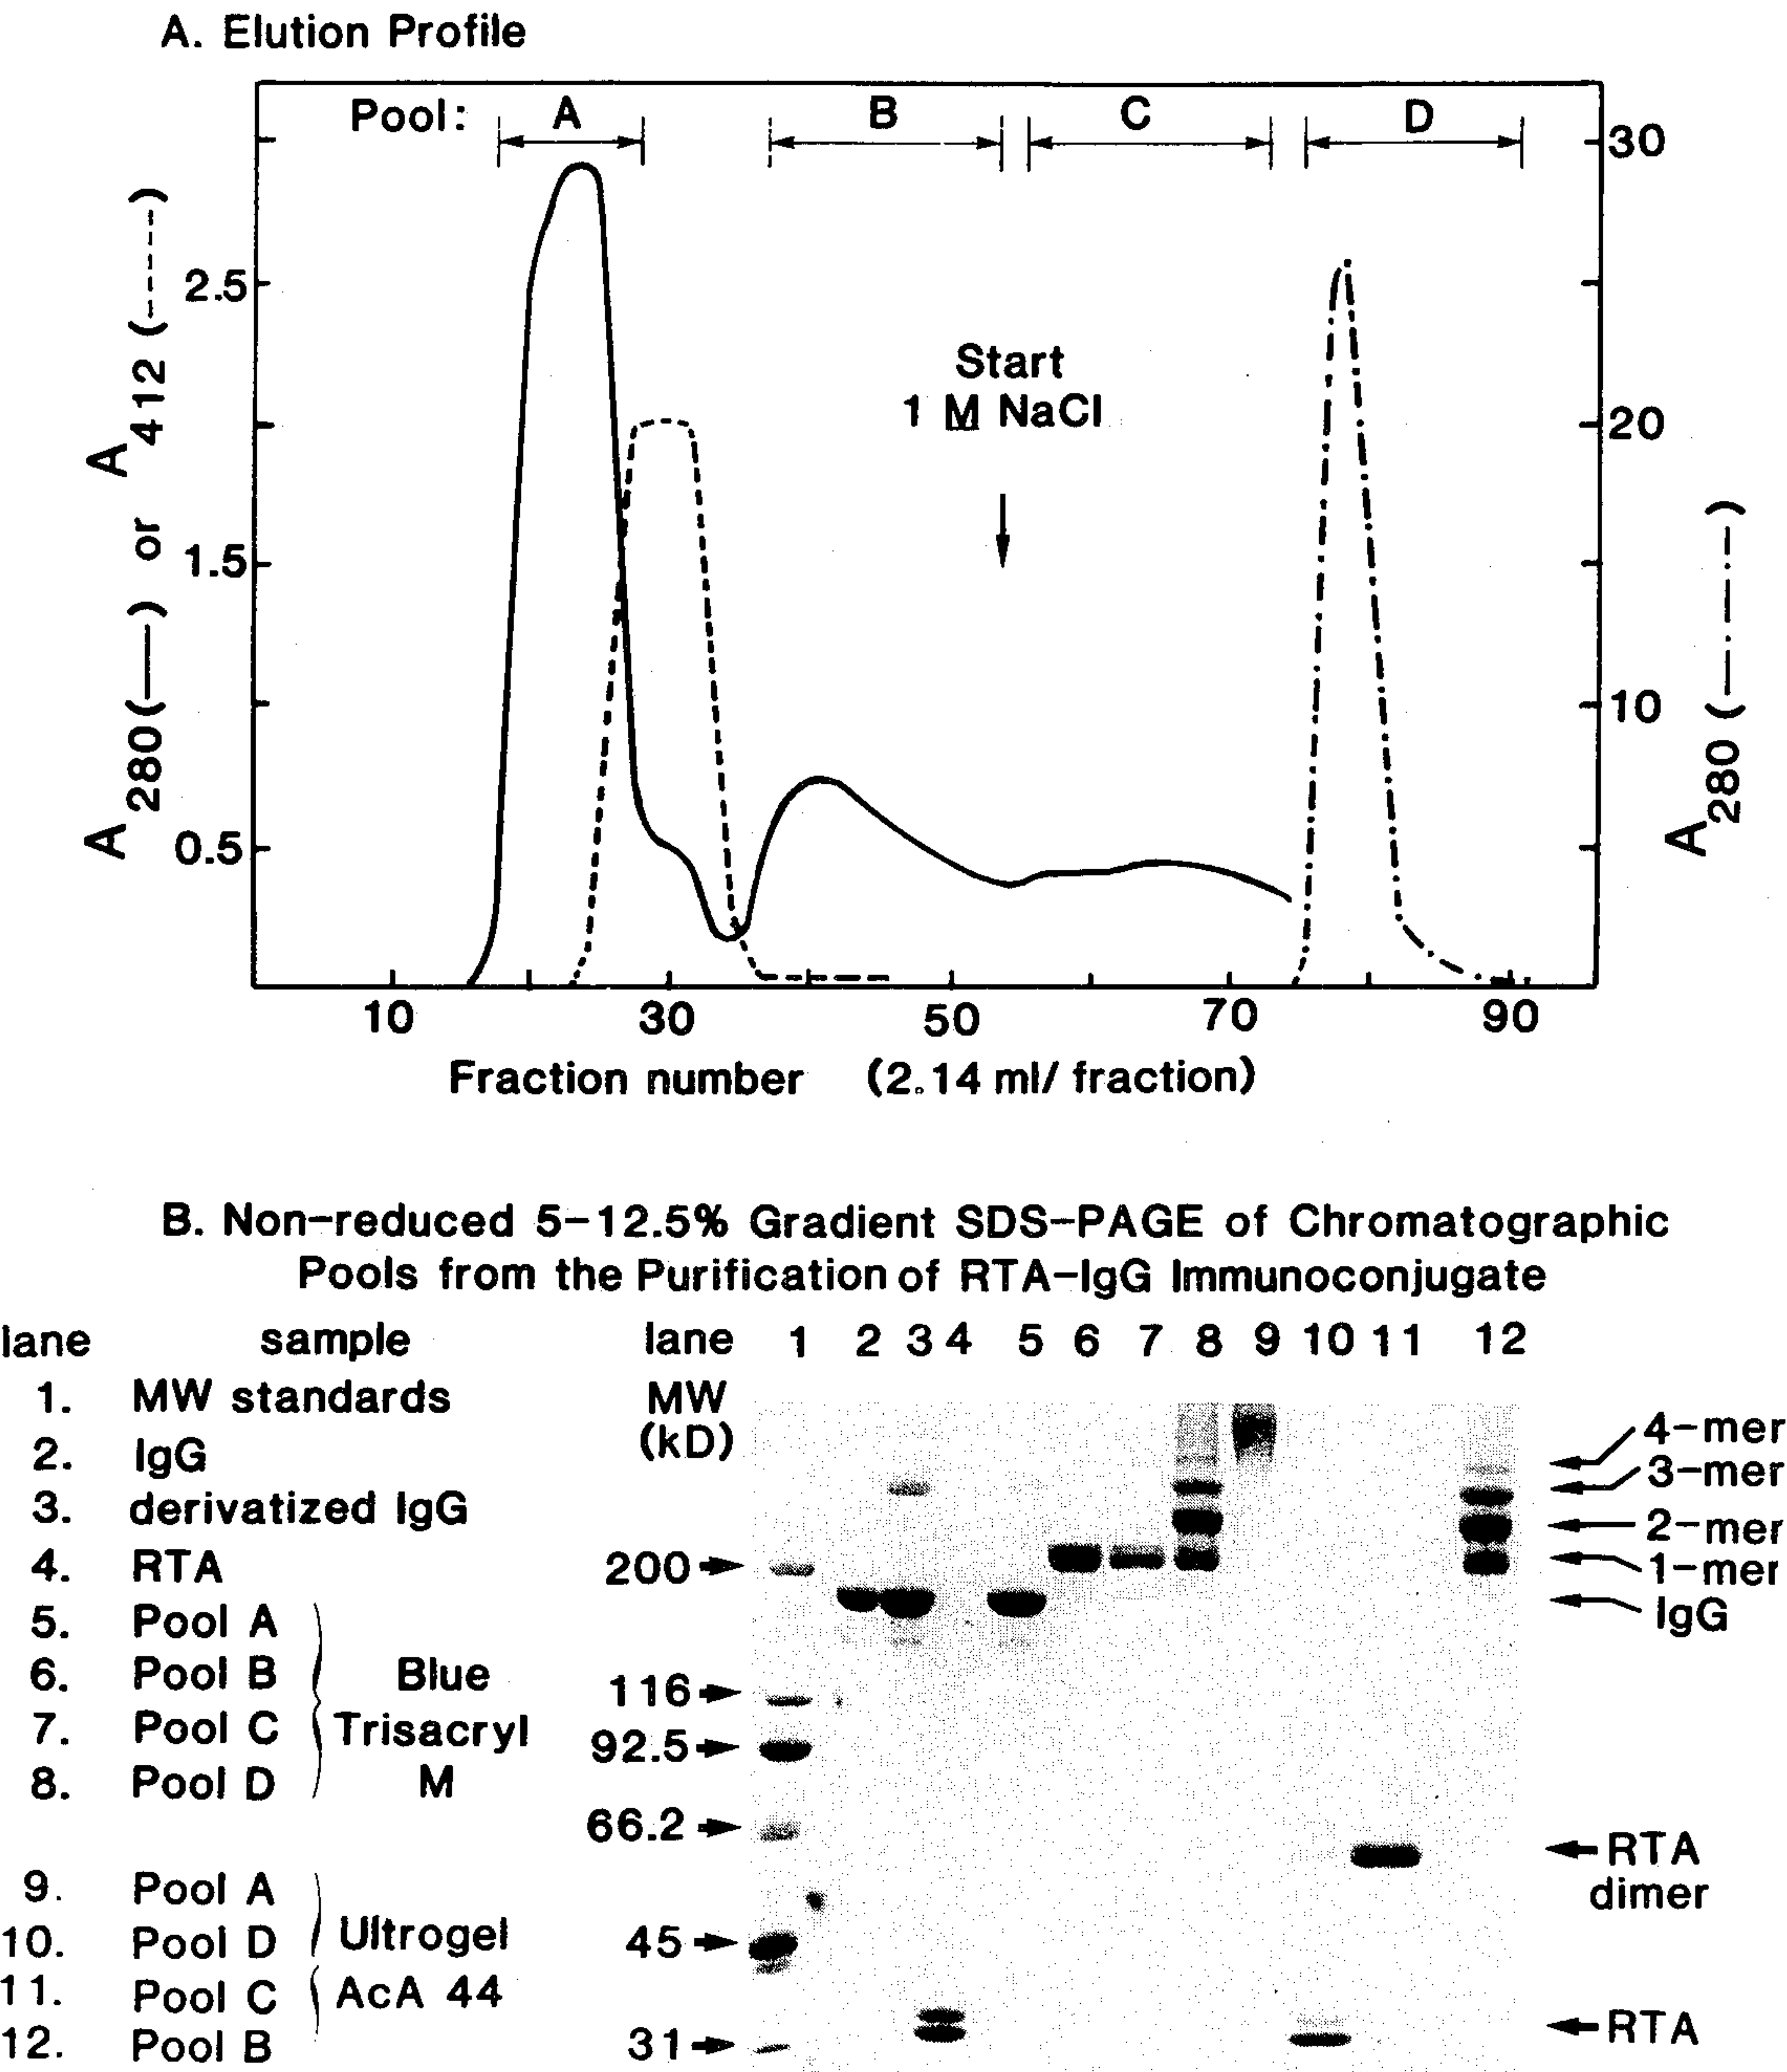 A. Elution Profile
Pool: A B C D
30
20
10
2.5
1.5
0.5
A280(—) or A412(-----)
A280 (—·—·—)
Start
1 M NaCl
10 30 50 70 90
Fraction number (2.14 ml/ fraction)
B. Non-reduced 5-12.5% Gradient SDS-PAGE of Chromatographic
Pools from the Purification of RTA-IgG Immunoconjugate
lane sample
1. MW standards
2. IgG
3. derivatized IgG
4. RTA
5. Pool A
6. Pool B
7. Pool C
8. Pool D
Blue
Trisacryl
M
9. Pool A
10. Pool D
11. Pool C
12. Pool B
Ultrogel
AcA 44
lane 1 2 3 4 5 6 7 8 9 10 11 12
MW
(kD)
200
116
92.5
66.2
45
31
4-mer
3-mer
2-mer
1-mer
IgG
RTA
dimer
RTA